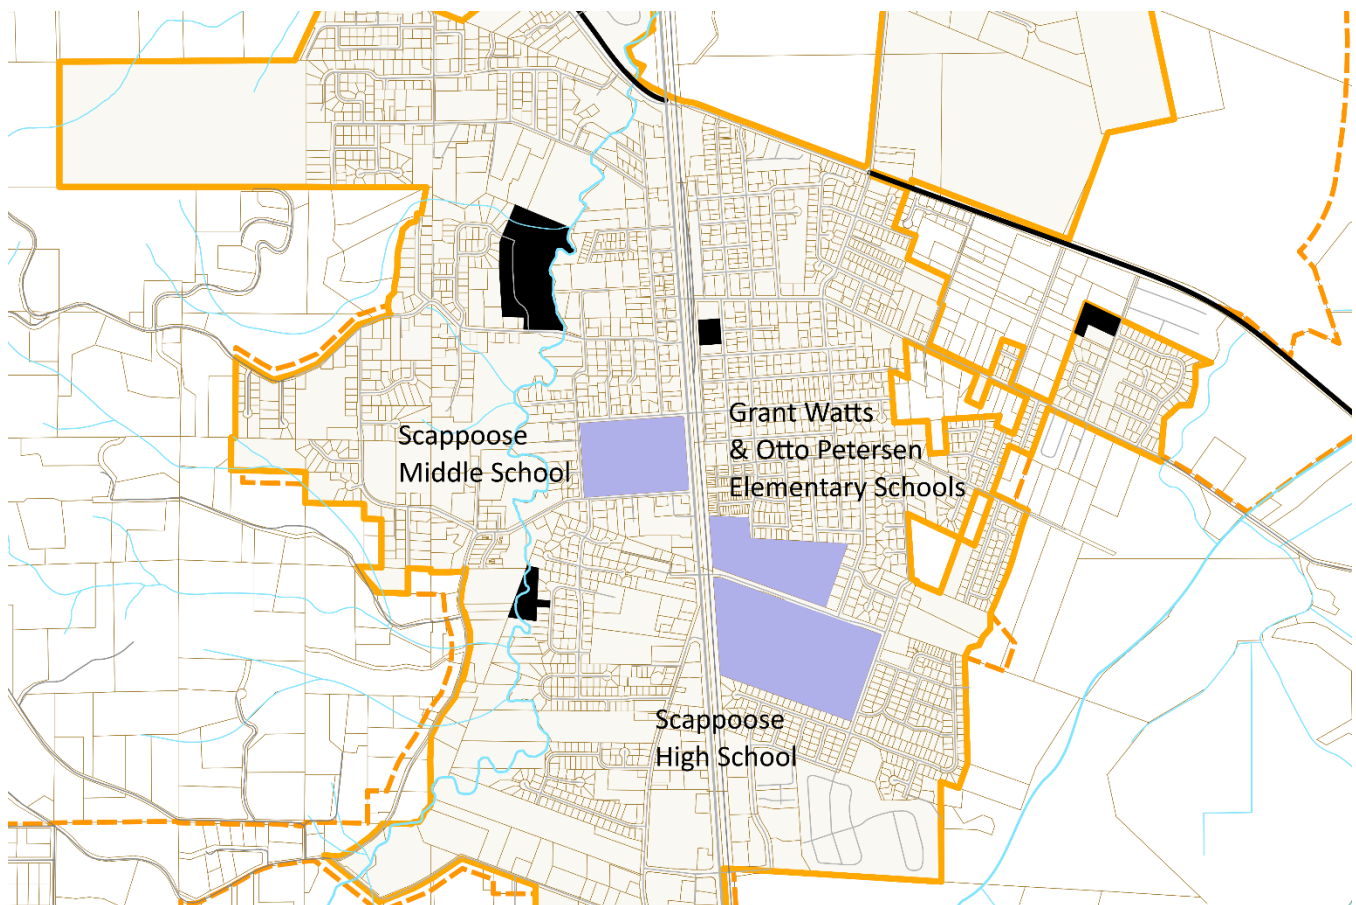 Grant Watts
& Otto Petersen
Elementary Schools
Scappoose
Middle School
Scappoose
High School